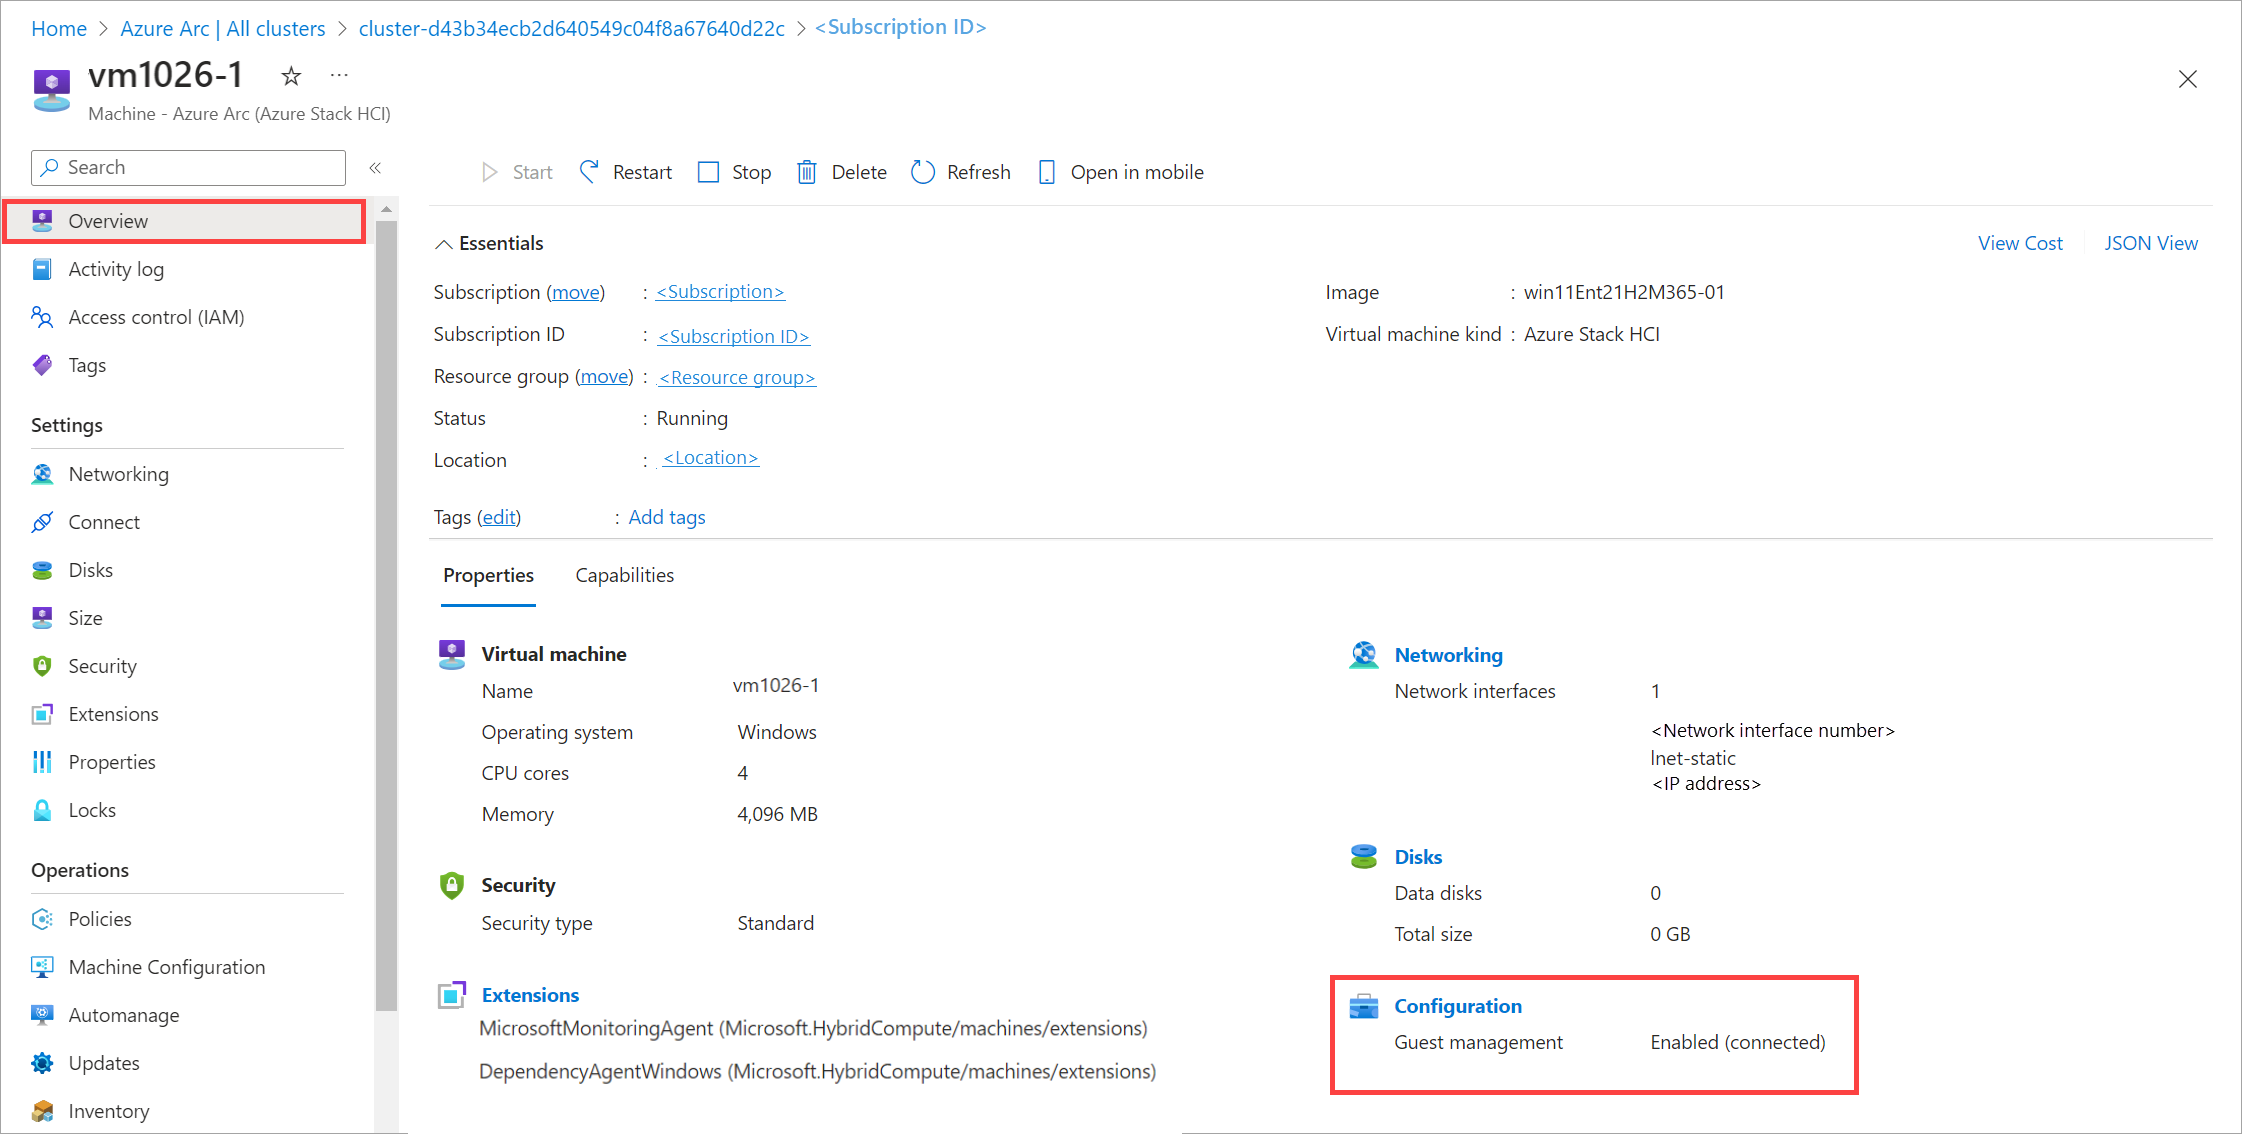 Home > Azure Arc | All clusters > cluster-d43b34ecb2d640549c04f8a67640d22c > <Subscription ID>
vm1026-1 ...
Machine - Azure Arc (Azure Stack HCI)
Search
«
Start Restart Stop Delete Refresh Open in mobile
Overview
Activity log
Access control (IAM)
Tags
Settings
Networking
Connect
Disks
Size
Security
Extensions
Properties
Locks
Operations
Policies
Machine Configuration
Automanage
Updates
Inventory
Essentials
View Cost JSON View
Subscription (move) : <Subscription>
Subscription ID : <Subscription ID>
Resource group (move) : <Resource group>
Status : Running
Location : <Location>
Tags (edit) : Add tags
Image : win11Ent21H2M365-01
Virtual machine kind : Azure Stack HCI
Properties Capabilities
Virtual machine
Name vm1026-1
Operating system Windows
CPU cores 4
Memory 4,096 MB
Security
Security type Standard
Extensions
MicrosoftMonitoringAgent (Microsoft.HybridCompute/machines/extensions)
DependencyAgentWindows (Microsoft.HybridCompute/machines/extensions)
Networking
Network interfaces 1
<Network interface number>
lnet-static
<IP address>
Disks
Data disks 0
Total size 0 GB
Configuration
Guest management Enabled (connected)